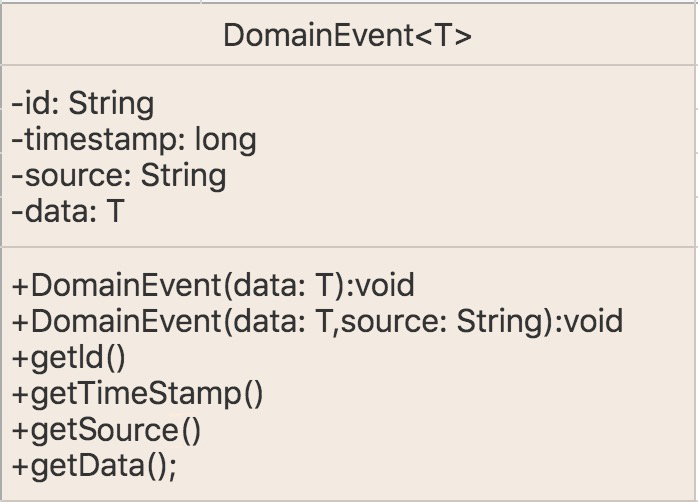 DomainEvent<T>
-id: String
-timestamp: long
-source: String
-data: T
+DomainEvent(data: T):void
+DomainEvent(data: T,source: String):void
+getId()
+getTimeStamp()
+getSource()
+getData();